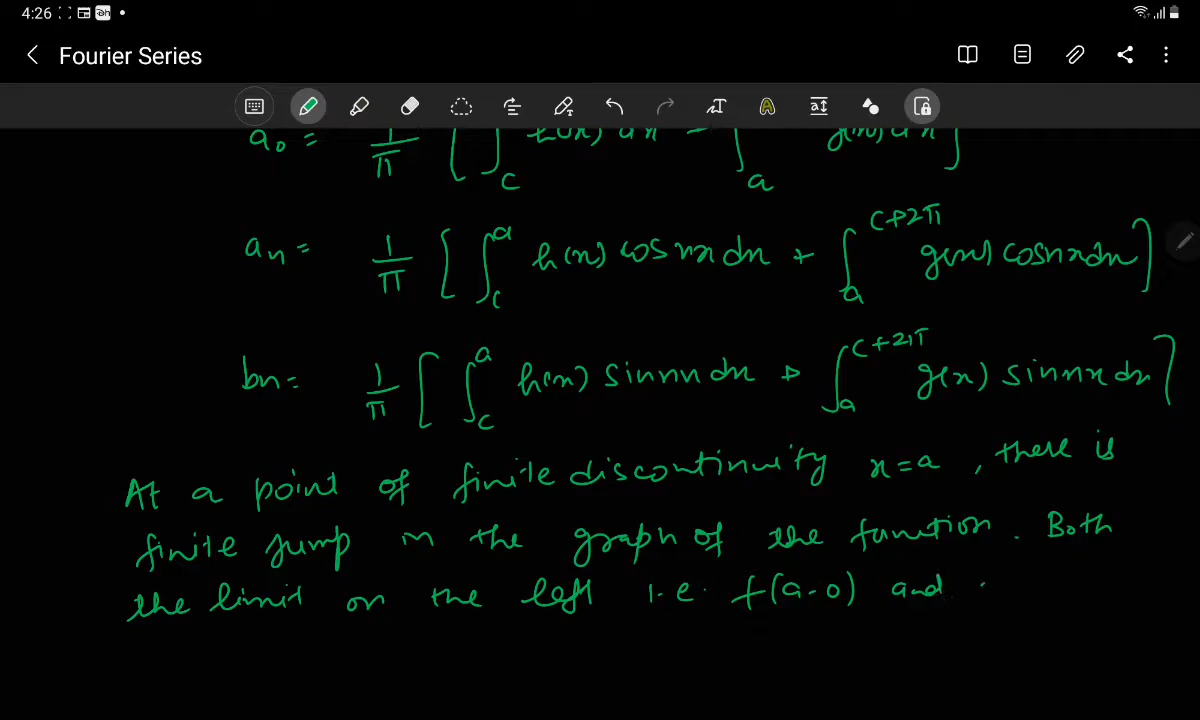 4:26
Fourier Series
a₀ = 1/π [ ∫_c dx - ∫_a g(x) dx ]
aₙ = 1/π [ ∫_c^a h(x) cos nx dx + ∫_a^{c+2π} g(x) cos nx dx ]
bn = 1/π [ ∫_c^a h(x) sin nx dx + ∫_a^{c+2π} g(x) sin nx dx ]
At a point of finite discontinuity x=a , there is
finite jump in the graph of the function. Both
the limit on the left i.e. f(a-0) and